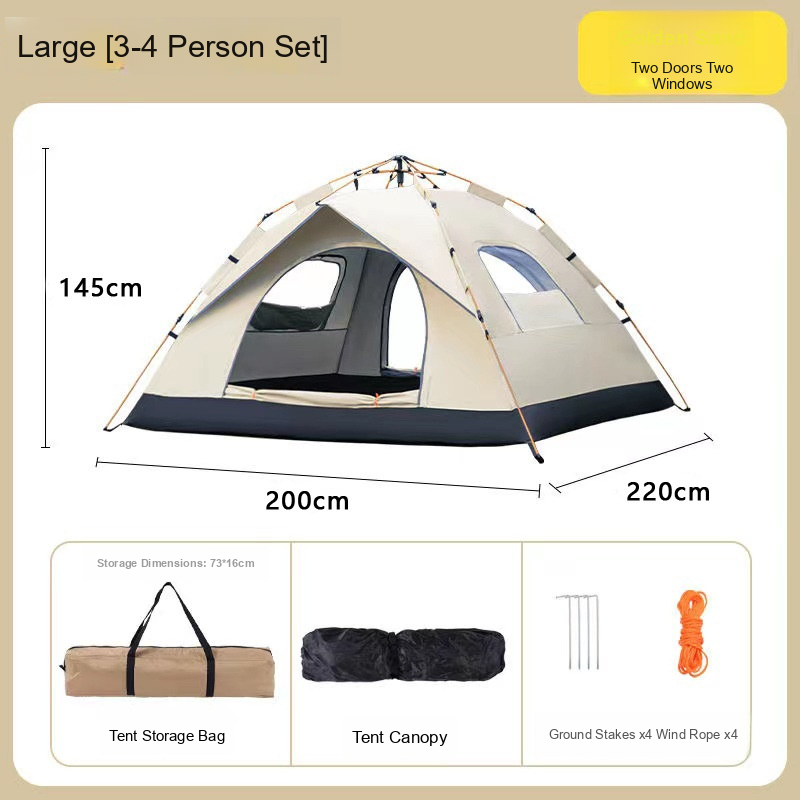 Large [3-4 Person Set]
Two Doors Two
Windows
145cm
200cm
220cm
Storage Dimensions: 73*16cm
Tent Storage Bag
Tent Canopy
Ground Stakes x4 Wind Rope x4